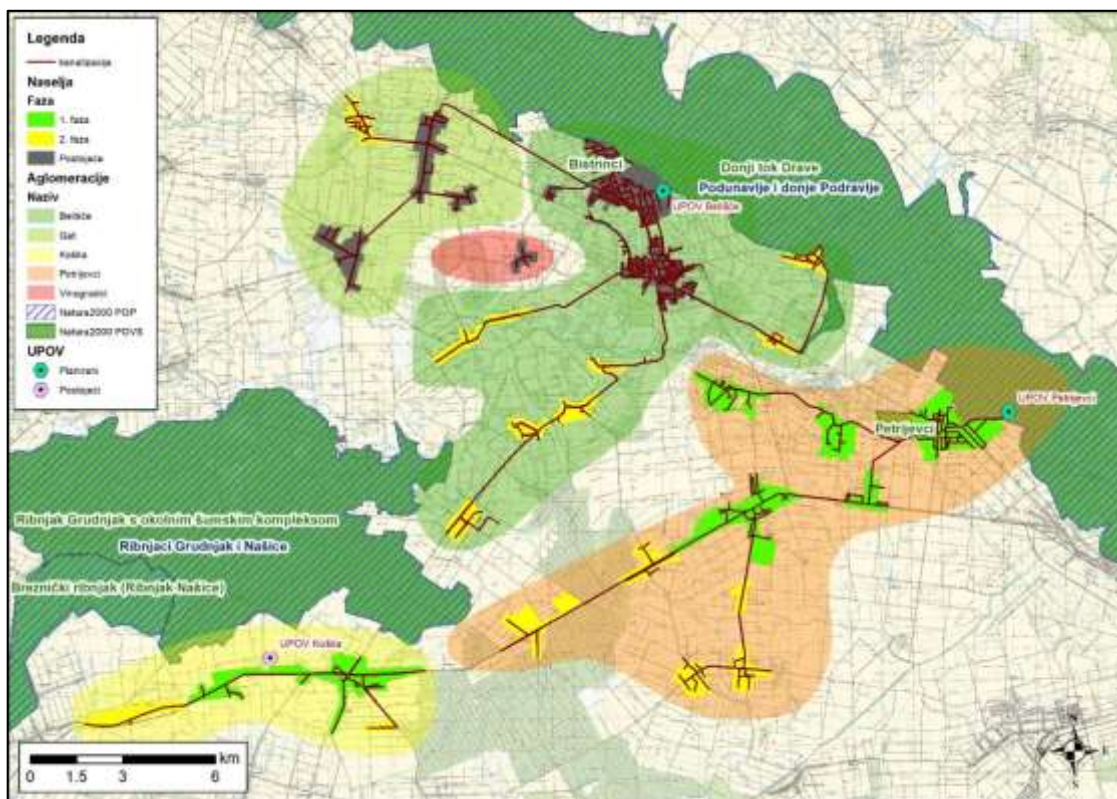 Legenda
kanalizacija
Naselja
Faza
1. faza
2. faza
Postojeće
Aglomeracije
Naziv
Belišće
Gat
Koška
Petrijevci
Vinogradci
Natura2000 POP
Natura2000 POVS
UPOV
Planirani
Postojeći
Bistrinci
Donji tok Drave
Podunavlje i donje Podravlje
UPOV Belišće
UPOV Petrijevci
Petrijevci
Ribnjak Grudnjak s okolnim šumskim kompleksom
Ribnjaci Grudnjak i Našice
Breznički ribnjak (Ribnjak Našice)
UPOV Koška
km
0 1.5 3 6
N
E
S